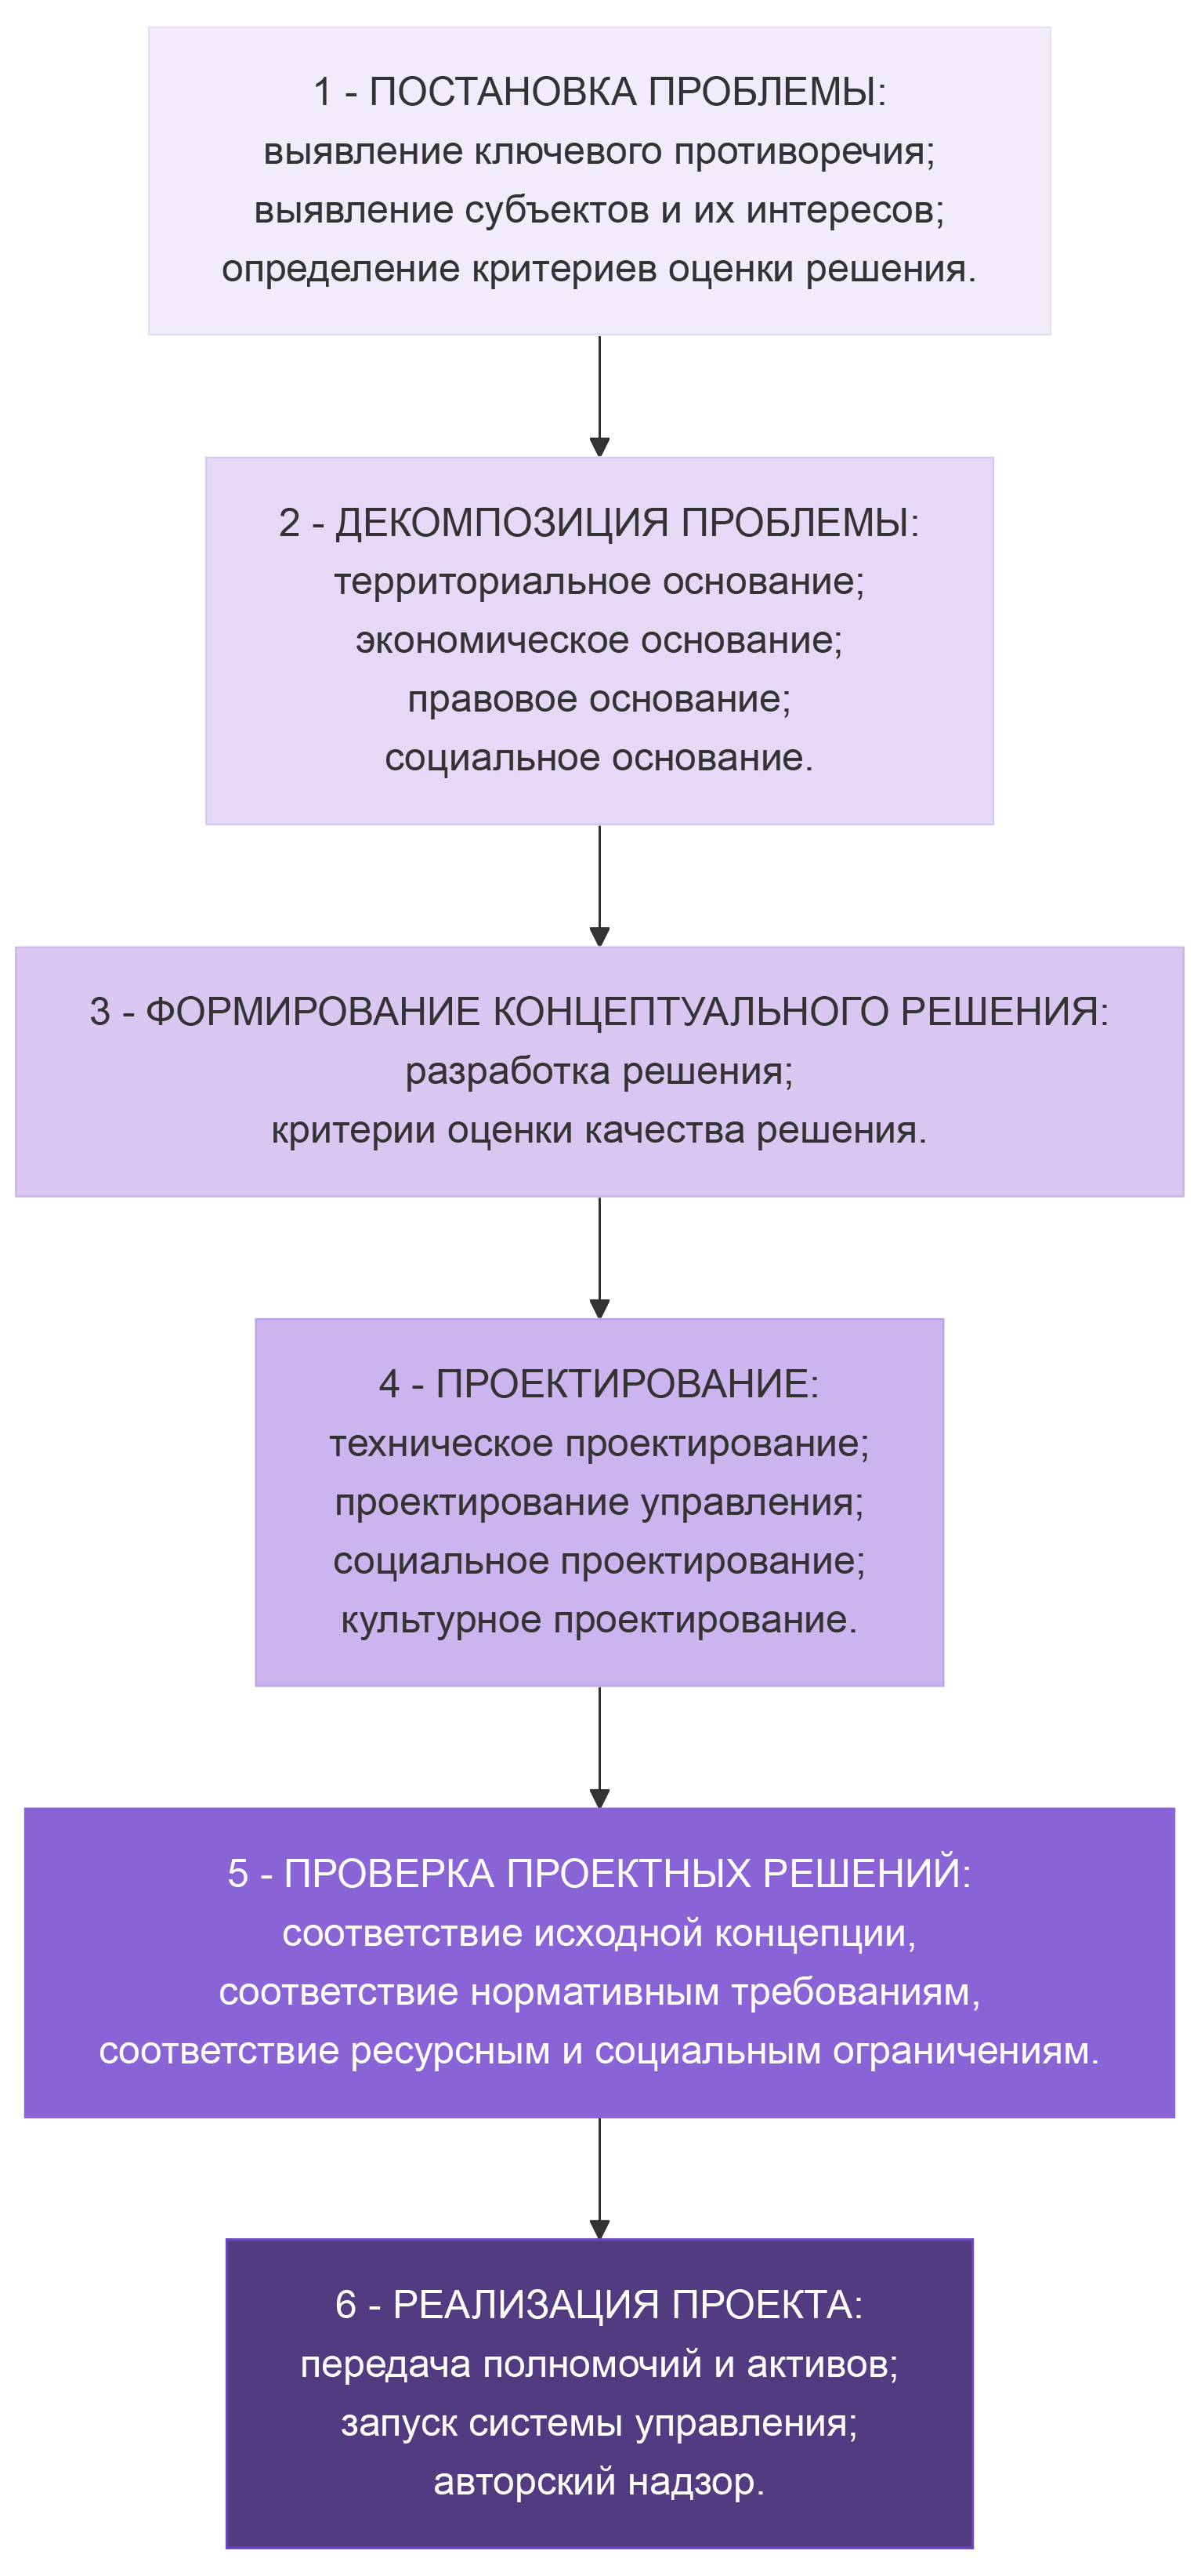 1 - ПОСТАНОВКА ПРОБЛЕМЫ:
выявление ключевого противоречия;
выявление субъектов и их интересов;
определение критериев оценки решения.
2 - ДЕКОМПОЗИЦИЯ ПРОБЛЕМЫ:
территориальное основание;
экономическое основание;
правовое основание;
социальное основание.
3 - ФОРМИРОВАНИЕ КОНЦЕПТУАЛЬНОГО РЕШЕНИЯ:
разработка решения;
критерии оценки качества решения.
4 - ПРОЕКТИРОВАНИЕ:
техническое проектирование;
проектирование управления;
социальное проектирование;
культурное проектирование.
5 - ПРОВЕРКА ПРОЕКТНЫХ РЕШЕНИЙ:
соответствие исходной концепции,
соответствие нормативным требованиям,
соответствие ресурсным и социальным ограничениям.
6 - РЕАЛИЗАЦИЯ ПРОЕКТА:
передача полномочий и активов;
запуск системы управления;
авторский надзор.